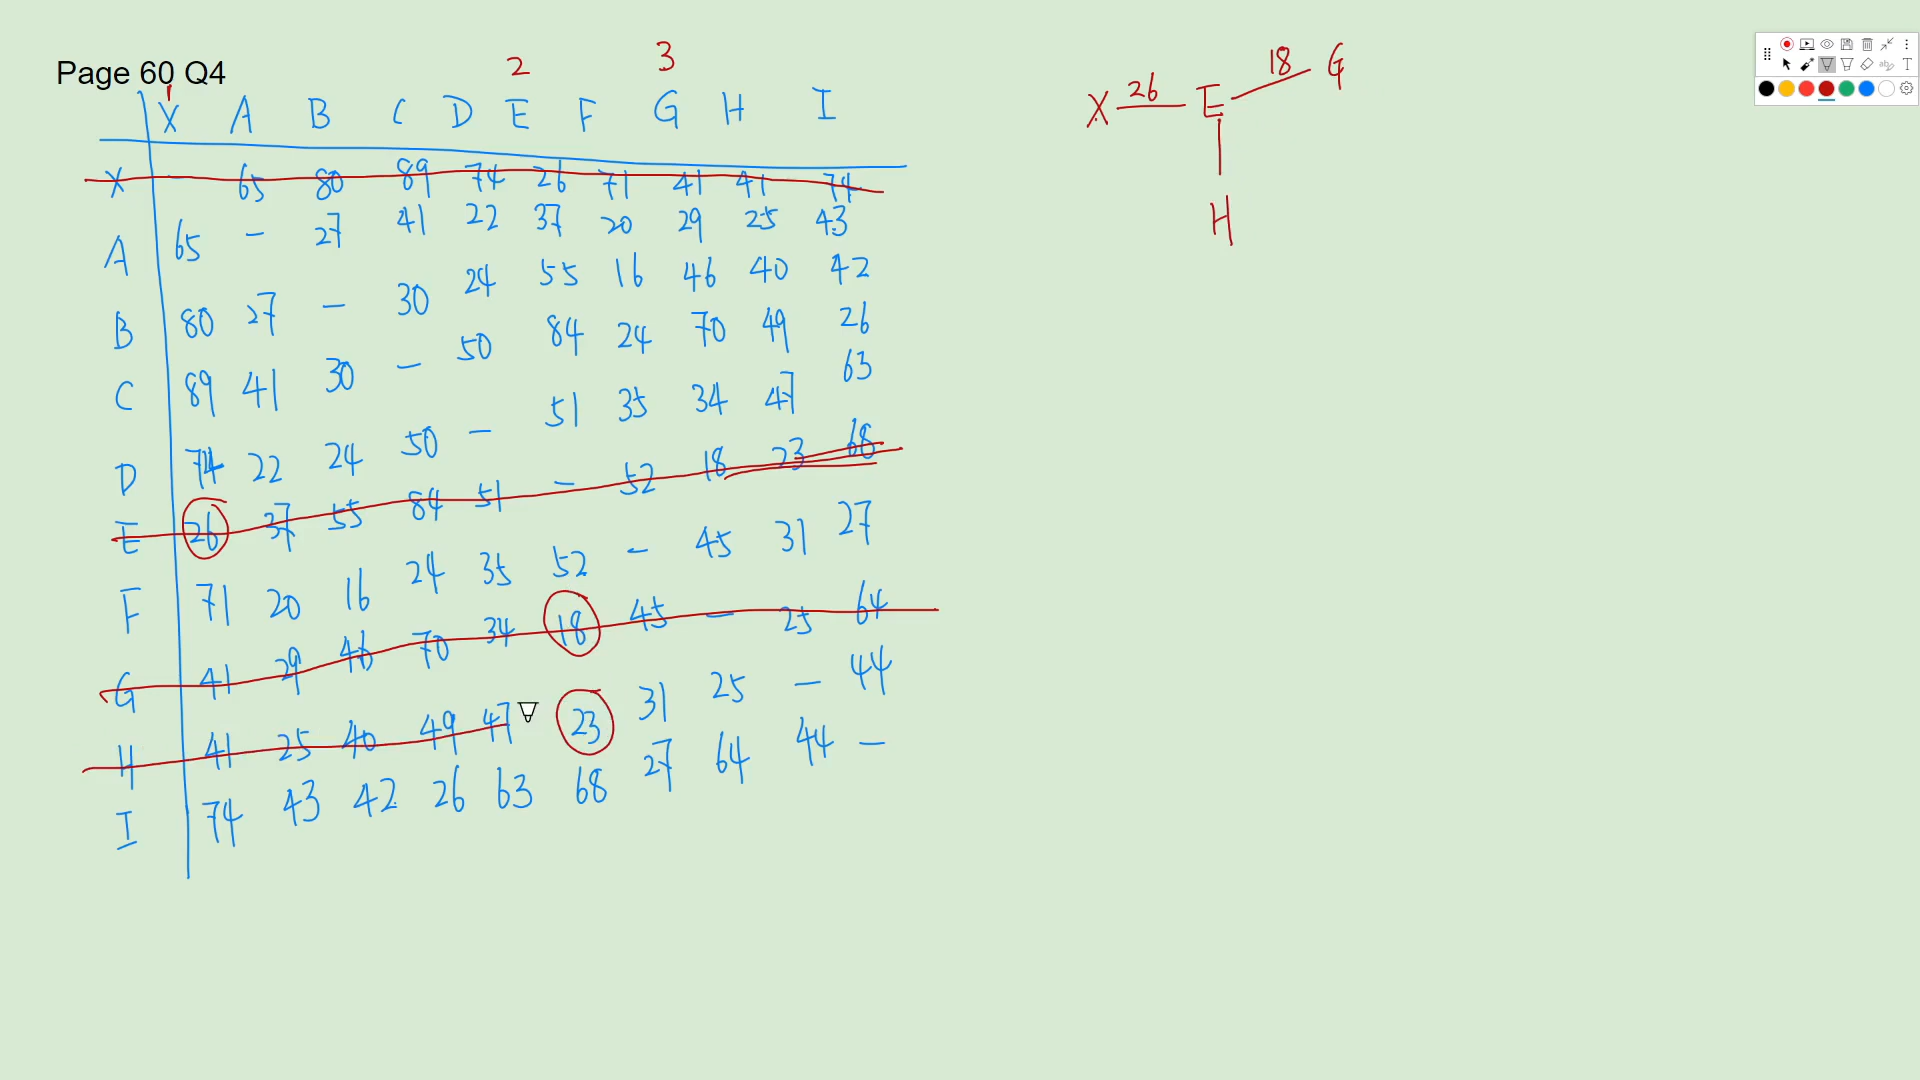 Page 60 Q4
2 3
1
X A B C D E F G H I
X - 65 80 89 74 26 71 41 41 74
A 65 - 27 41 22 37 20 29 25 43
B 80 27 - 30 24 55 16 46 40 42
C 89 41 30 - 50 84 24 70 49 26
D 74 22 24 50 - 51 35 34 47 63
E 26 37 55 84 51 - 52 18 23 68
F 71 20 16 24 35 52 - 45 31 27
G 41 29 46 70 34 18 45 - 25 64
H 41 25 40 49 47 23 31 25 - 44
I 74 43 42 26 63 68 27 64 44 -
X 26 E 18 G
H